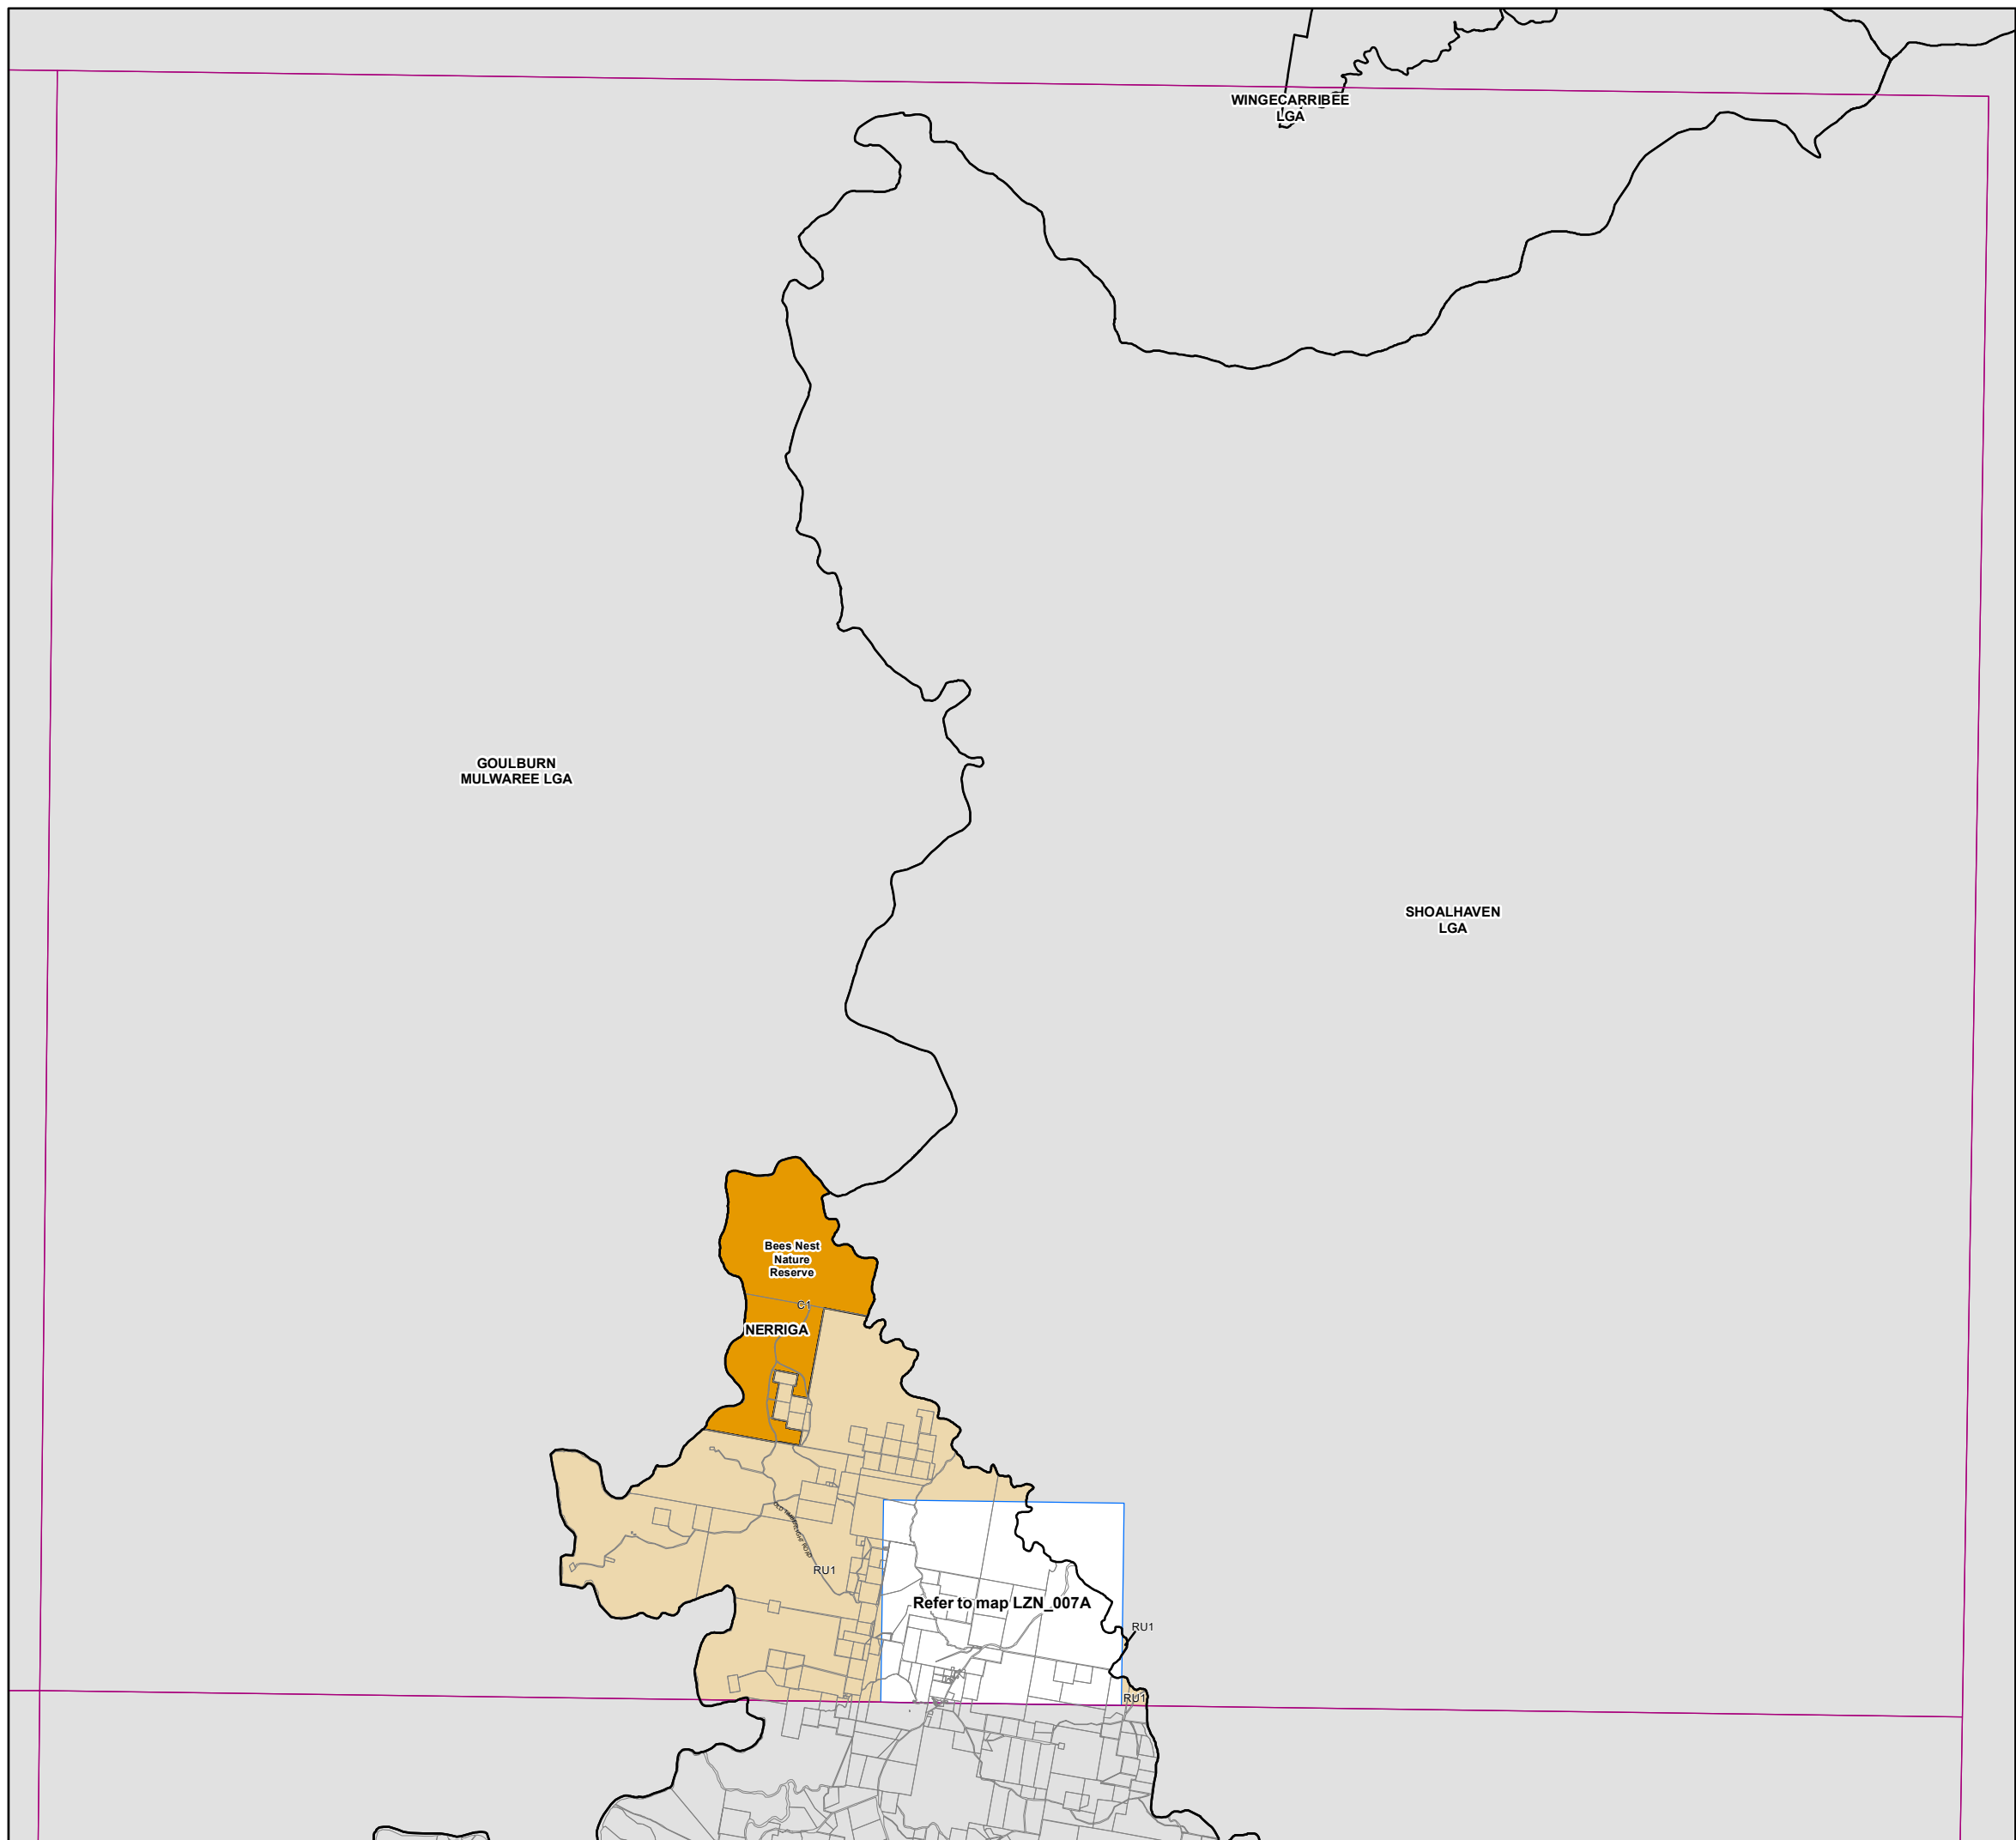 WINGECARRIBEE
LGA
GOULBURN
MULWAREE LGA
SHOALHAVEN
LGA
Bees Nest
Nature
Reserve
C1
NERRIGA
RU1
Refer to map LZN_007A
RU1
RU1